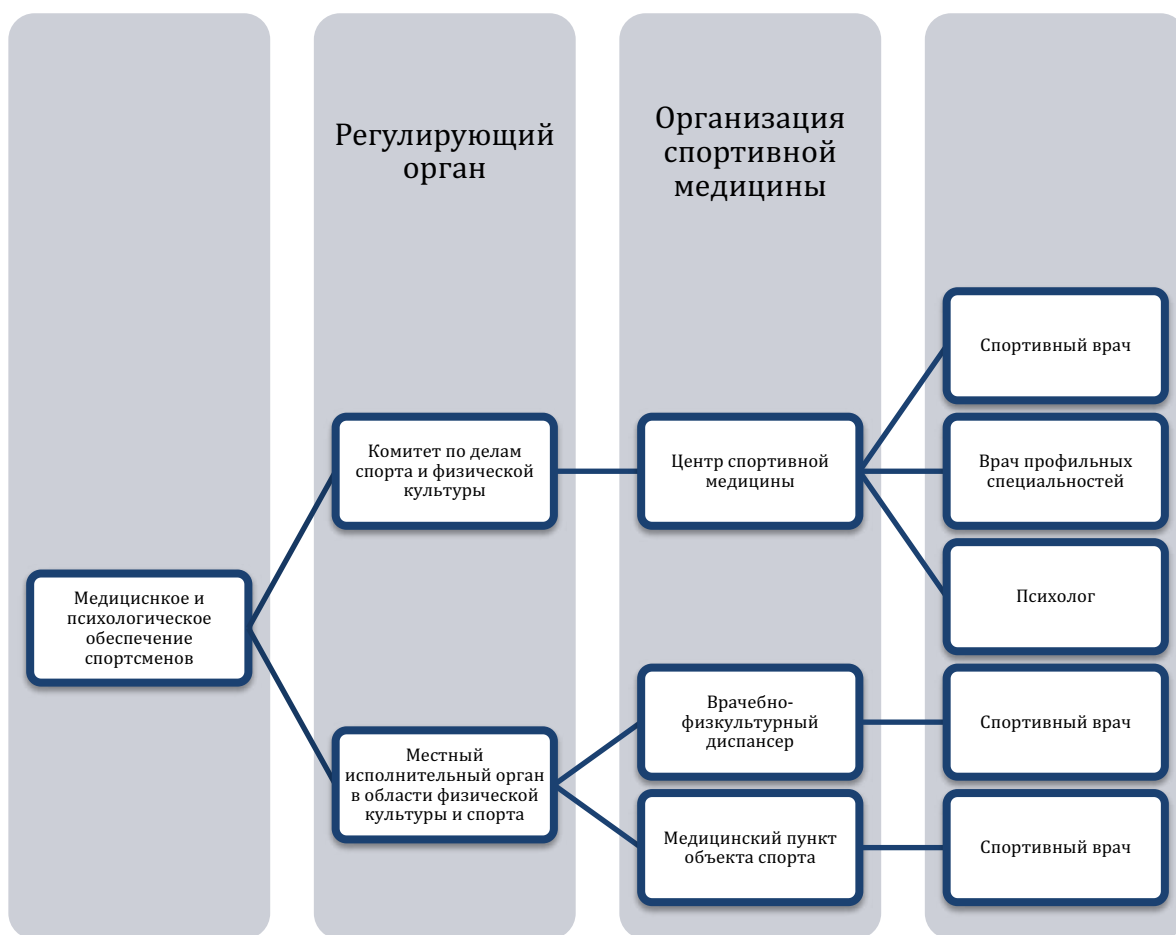 Регулирующий
орган
Организация
спортивной
медицины
Спортивный врач
Комитет по делам
спорта и физической
культуры
Центр спортивной
медицины
Врач профильных
специальностей
Психолог
Медициснкое и
психологическое
обеспечение
спортсменов
Врачебно-
физкультурный
диспансер
Спортивный врач
Местный
исполнительный орган
в области физической
культуры и спорта
Медицинский пункт
объекта спорта
Спортивный врач